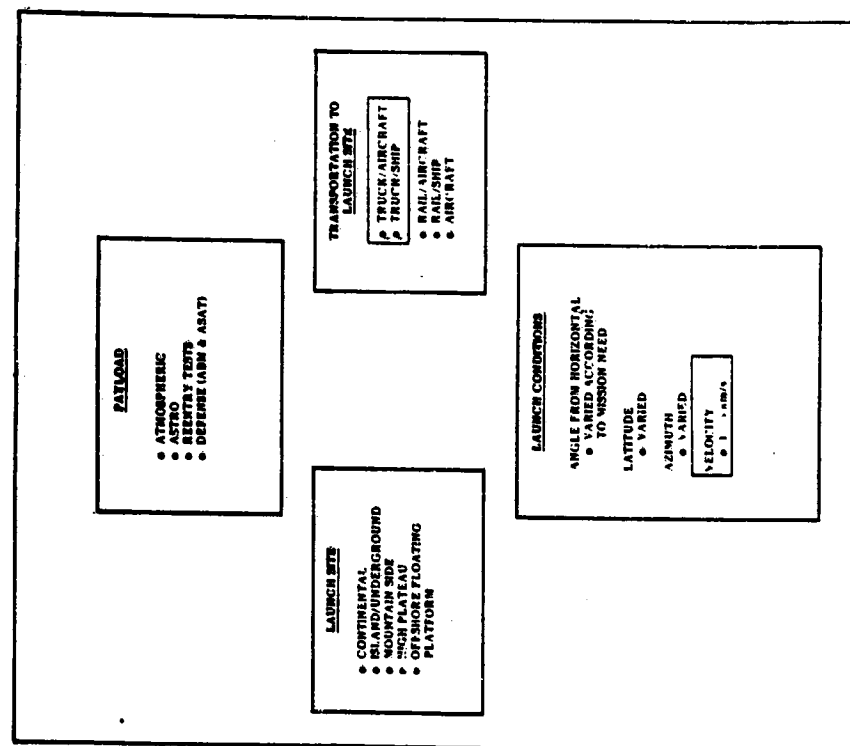 PAYLOAD
● ATMOSPHERIC
● ASTRO
● REENTRY TESTS
● DEFENSE (ABM & ASAT)
LAUNCH SITE
● CONTINENTAL
● ISLAND/UNDERGROUND
● MOUNTAIN SIDE
● HIGH PLATEAU
● OFFSHORE FLOATING
PLATFORM
TRANSPORTATION TO
LAUNCH SITE
● TRUCK/AIRCRAFT
● TRUCK/SHIP
● RAIL/AIRCRAFT
● RAIL/SHIP
● AIRCRAFT
LAUNCH CONDITIONS
ANGLE FROM HORIZONTAL
● VARIED ACCORDING
TO MISSION NEED
LATITUDE
● VARIED
AZIMUTH
● VARIED
VELOCITY